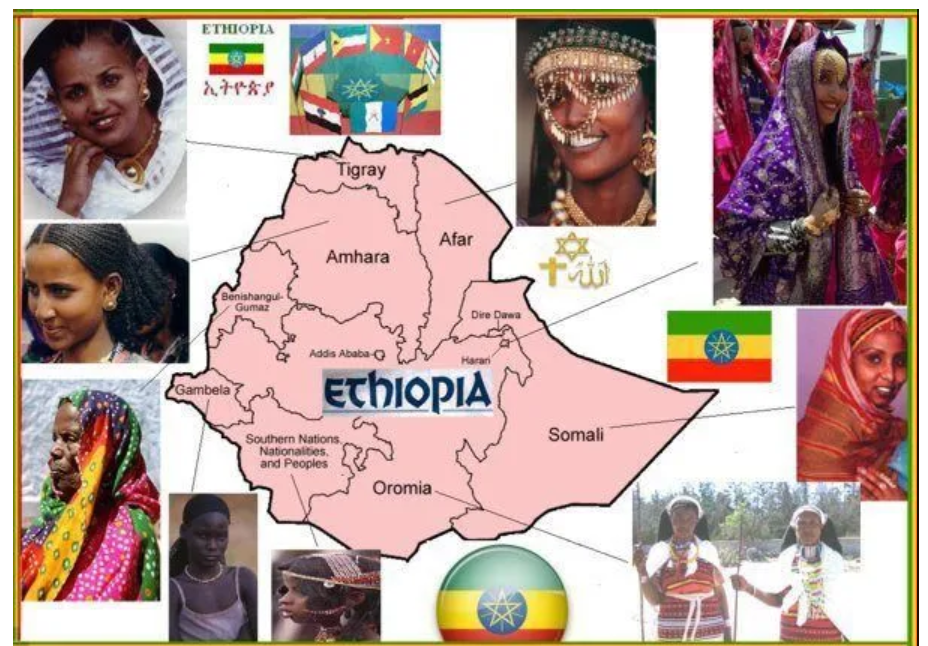 ETHIOPIA
ኢትዮጵያ
Tigray
Amhara
Afar
Benishangul-
Gumaz
Dire Dawa
Addis Ababa
Harari
ETHIOPIA
Gambela
Somali
Southern Nations,
Nationalities,
and Peoples
Oromia
الله